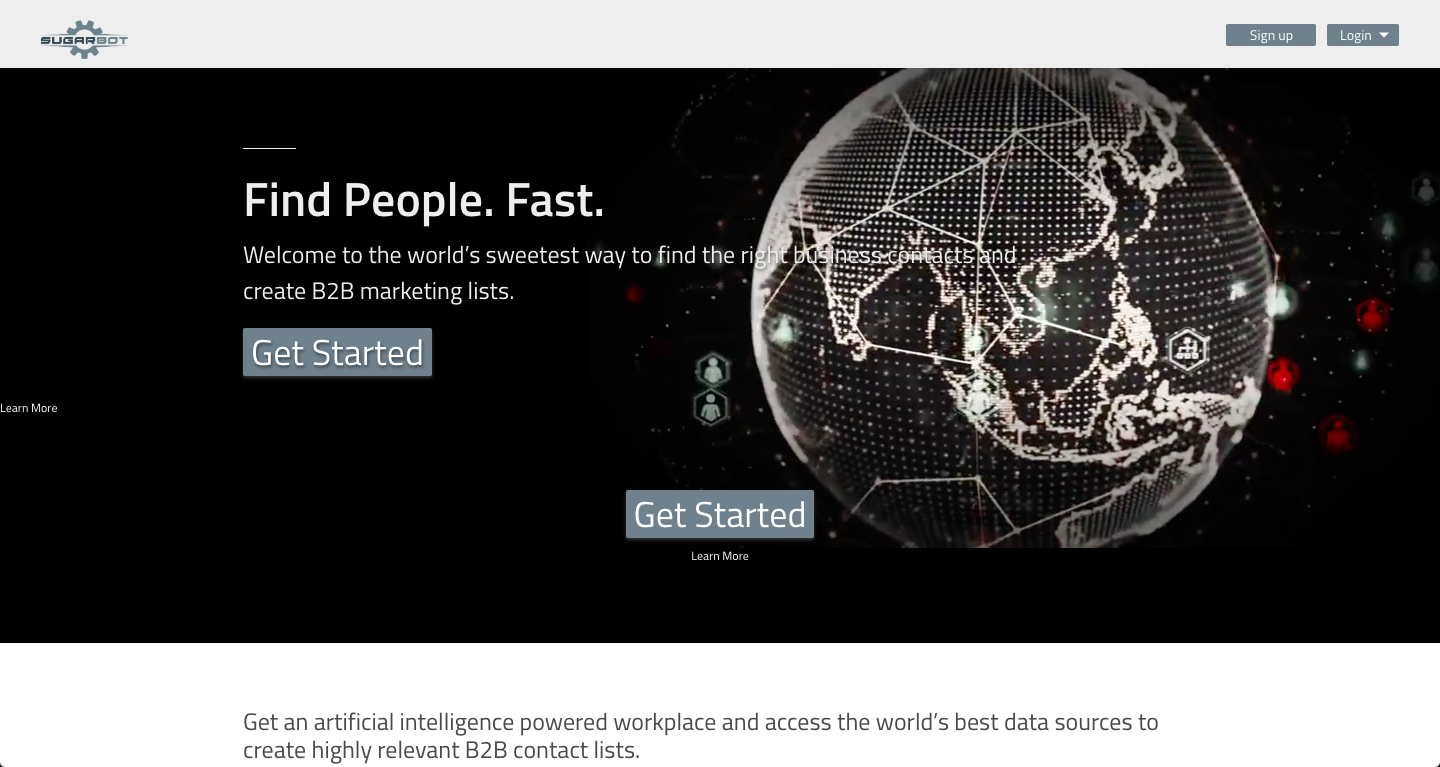 SUGARBOT
Sign up
Login
Find People. Fast.
Welcome to the world’s sweetest way to find the right business contacts and
create B2B marketing lists.
Get Started
Learn More
Get Started
Learn More
Get an artificial intelligence powered workplace and access the world’s best data sources to
create highly relevant B2B contact lists.